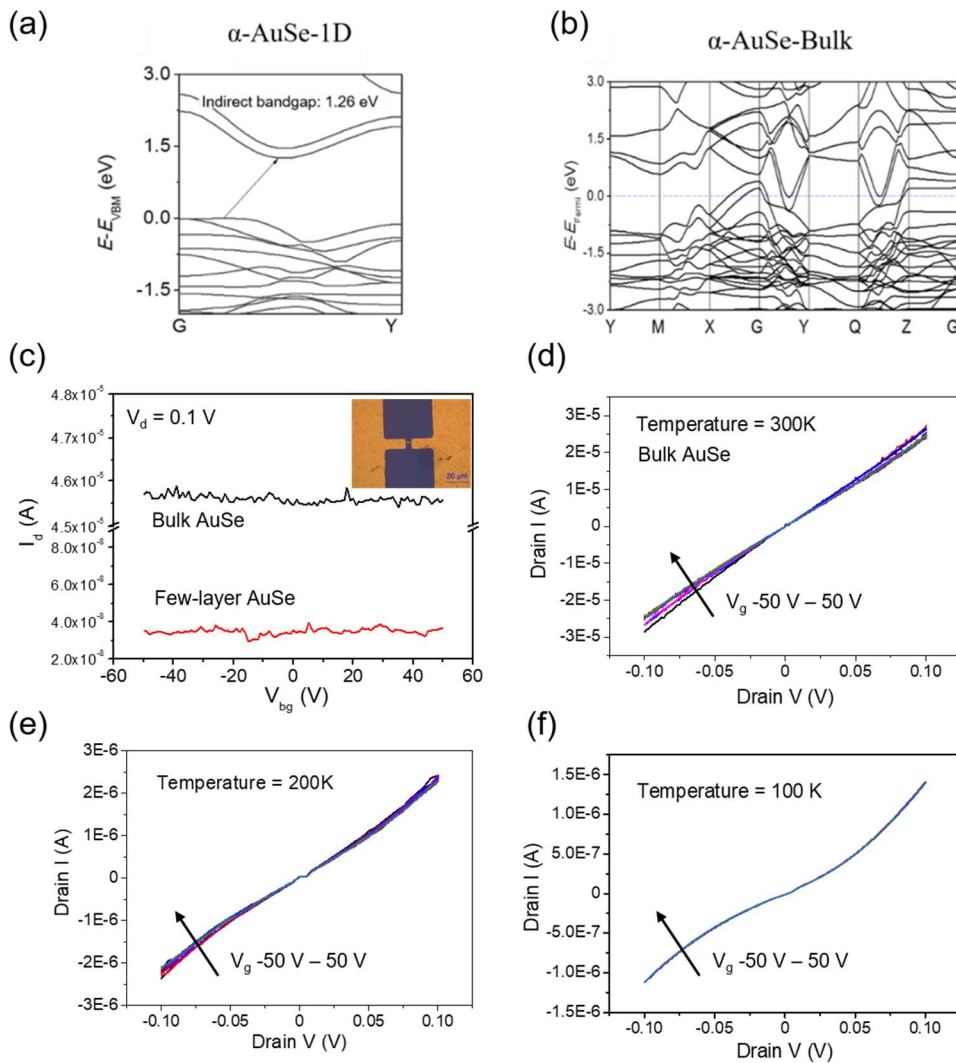 (a)
α-AuSe-1D
3.0
1.5
0.0
-1.5
E-E_VBM (eV)
Indirect bandgap: 1.26 eV
G Y
(b)
α-AuSe-Bulk
3.0
1.5
0.0
-1.5
-3.0
E-E_Fermi (eV)
Y M X G Y Q Z G
(c)
4.8x10⁻⁵
4.7x10⁻⁵
4.6x10⁻⁵
4.5x10⁻⁵
8.0x10⁻⁸
6.0x10⁻⁸
4.0x10⁻⁸
2.0x10⁻⁸
I_d (A)
V_d = 0.1 V
20 μm
Bulk AuSe
Few-layer AuSe
-60 -40 -20 0 20 40 60
V_bg (V)
(d)
3E-5
2E-5
1E-5
0
-1E-5
-2E-5
-3E-5
Drain I (A)
Temperature = 300K
Bulk AuSe
V_g -50 V – 50 V
-0.10 -0.05 0 0.05 0.10
Drain V (V)
(e)
3E-6
2E-6
1E-6
0
-1E-6
-2E-6
-3E-6
Drain I (A)
Temperature = 200K
V_g -50 V – 50 V
-0.10 -0.05 0 0.05 0.10
Drain V (V)
(f)
1.5E-6
1.0E-6
5.0E-7
0
-5.0E-7
-1.0E-6
-1.5E-6
Drain I (A)
Temperature = 100 K
V_g -50 V – 50 V
-0.10 -0.05 0 0.05 0.10
Drain V (V)